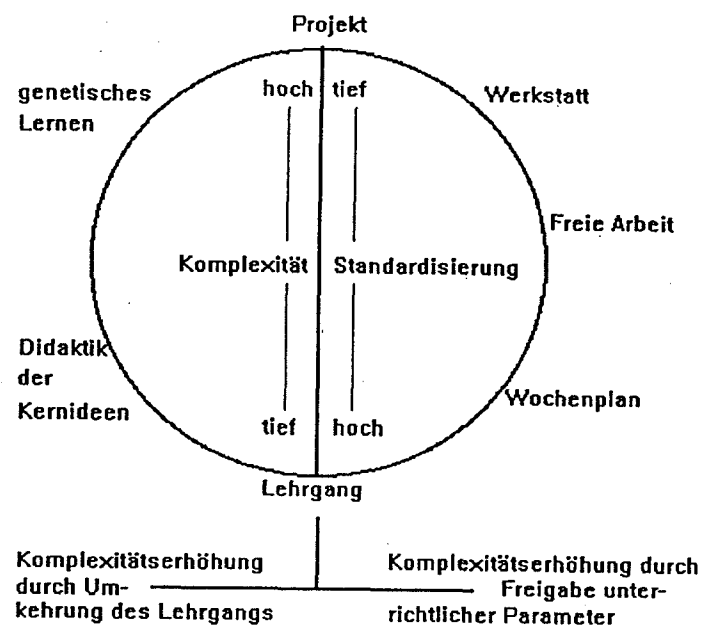 Projekt
genetisches
Lernen
hoch tief
Werkstatt
Freie Arbeit
Komplexität Standardisierung
Didaktik
der
Kernideen
Wochenplan
tief hoch
Lehrgang
Komplexitätserhöhung
durch Um-
kehrung des Lehrgangs
Komplexitätserhöhung durch
Freigabe unter-
richtlicher Parameter